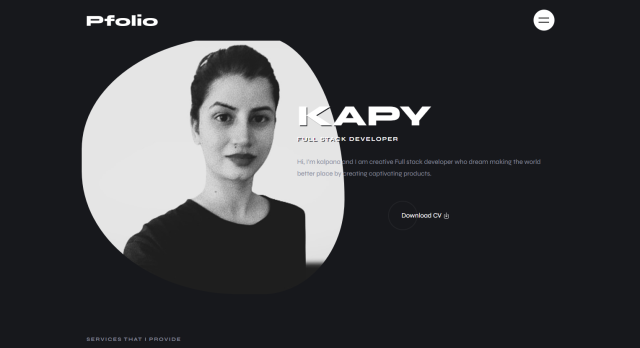 Pfolio
KAPY
FULL STACK DEVELOPER
Hi, I'm kalpana and I am creative Full stack developer who dream making the world
better place by creating captivating products.
Download CV
SERVICES THAT I PROVIDE